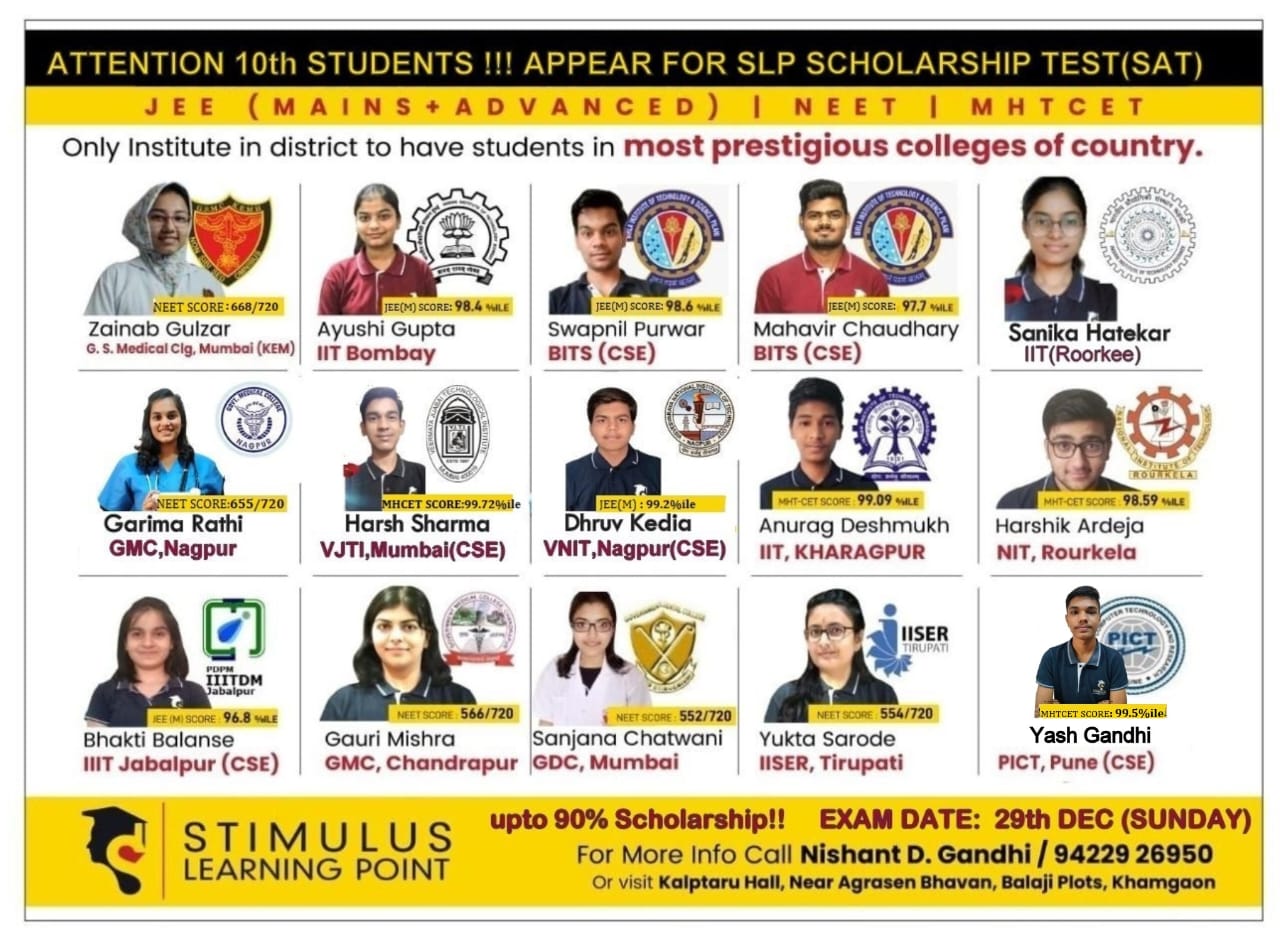 ATTENTION 10th STUDENTS !!! APPEAR FOR SLP SCHOLARSHIP TEST(SAT)
JEE (MAINS+ADVANCED) | NEET | MHTCET
Only Institute in district to have students in most prestigious colleges of country.
NEET SCORE: 668/720
Zainab Gulzar
G. S. Medical Clg, Mumbai (KEM)
JEE(M) SCORE: 98.4 %ILE
Ayushi Gupta
IIT Bombay
JEE(M) SCORE: 98.6 %ILE
Swapnil Purwar
BITS (CSE)
JEE(M) SCORE: 97.7 %ILE
Mahavir Chaudhary
BITS (CSE)
Sanika Hatekar
IIT(Roorkee)
GOVT. MEDICAL COLLEGE
NAGPUR
NEET SCORE:655/720
Garima Rathi
GMC,Nagpur
MHCET SCORE:99.72%ile
Harsh Sharma
VJTI,Mumbai(CSE)
JEE(M) : 99.2%ile
Dhruv Kedia
VNIT,Nagpur(CSE)
MHT-CET SCORE : 99.09 %ILE
Anurag Deshmukh
IIT, KHARAGPUR
ROURKELA
MHT-CET SCORE : 98.59 %ILE
Harshik Ardeja
NIT, Rourkela
PDPM
IIITDM
Jabalpur
JEE (M) SCORE : 96.8 %ILE
Bhakti Balanse
IIIT Jabalpur (CSE)
NEET SCORE : 566/720
Gauri Mishra
GMC, Chandrapur
NEET SCORE : 552/720
Sanjana Chatwani
GDC, Mumbai
IISER
TIRUPATI
NEET SCORE : 554/720
Yukta Sarode
IISER, Tirupati
PICT
MHTCET SCORE: 99.5%ile
Yash Gandhi
PICT, Pune (CSE)
STIMULUS
LEARNING POINT
upto 90% Scholarship!! EXAM DATE: 29th DEC (SUNDAY)
For More Info Call Nishant D. Gandhi / 94229 26950
Or visit Kalptaru Hall, Near Agrasen Bhavan, Balaji Plots, Khamgaon